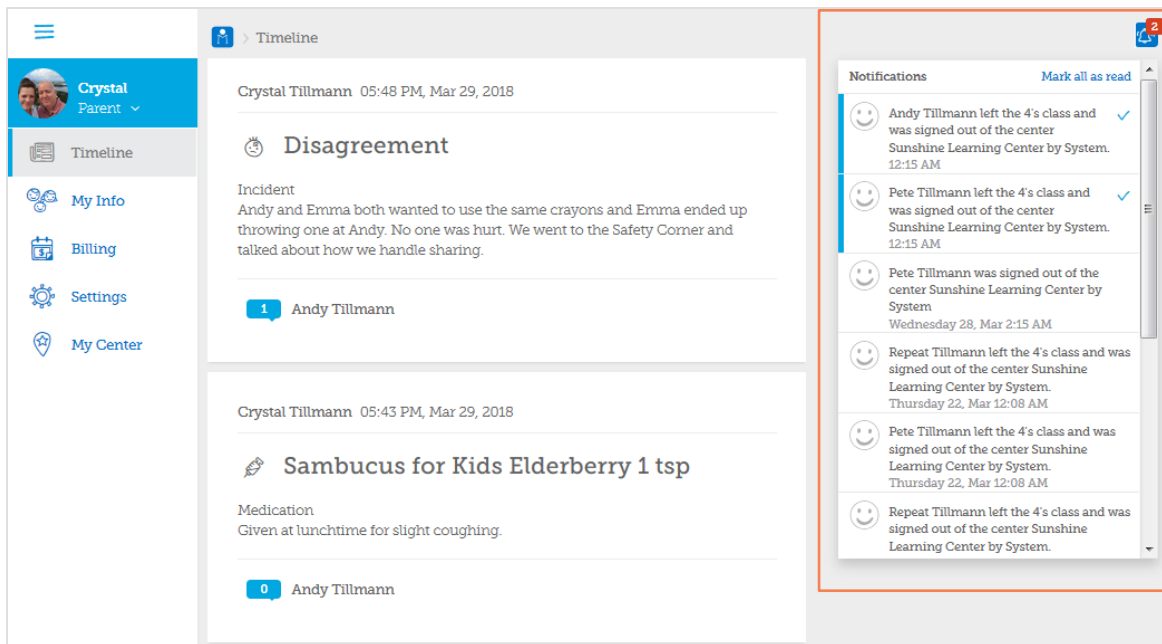 Crystal
Parent
Timeline
My Info
Billing
Settings
My Center
> Timeline
Crystal Tillmann 05:48 PM, Mar 29, 2018
Disagreement
Incident
Andy and Emma both wanted to use the same crayons and Emma ended up
throwing one at Andy. No one was hurt. We went to the Safety Corner and
talked about how we handle sharing.
1 Andy Tillmann
Crystal Tillmann 05:43 PM, Mar 29, 2018
Sambucus for Kids Elderberry 1 tsp
Medication
Given at lunchtime for slight coughing.
0 Andy Tillmann
2
Notifications Mark all as read
Andy Tillmann left the 4's class and
was signed out of the center
Sunshine Learning Center by System.
12:15 AM
Pete Tillmann left the 4's class and
was signed out of the center
Sunshine Learning Center by System.
12:15 AM
Pete Tillmann was signed out of the
center Sunshine Learning Center by
System
Wednesday 28, Mar 2:15 AM
Repeat Tillmann left the 4's class and was
signed out of the center Sunshine
Learning Center by System.
Thursday 22, Mar 12:08 AM
Pete Tillmann left the 4's class and was
signed out of the center Sunshine
Learning Center by System.
Thursday 22, Mar 12:08 AM
Repeat Tillmann left the 4's class and was
signed out of the center Sunshine
Learning Center by System.